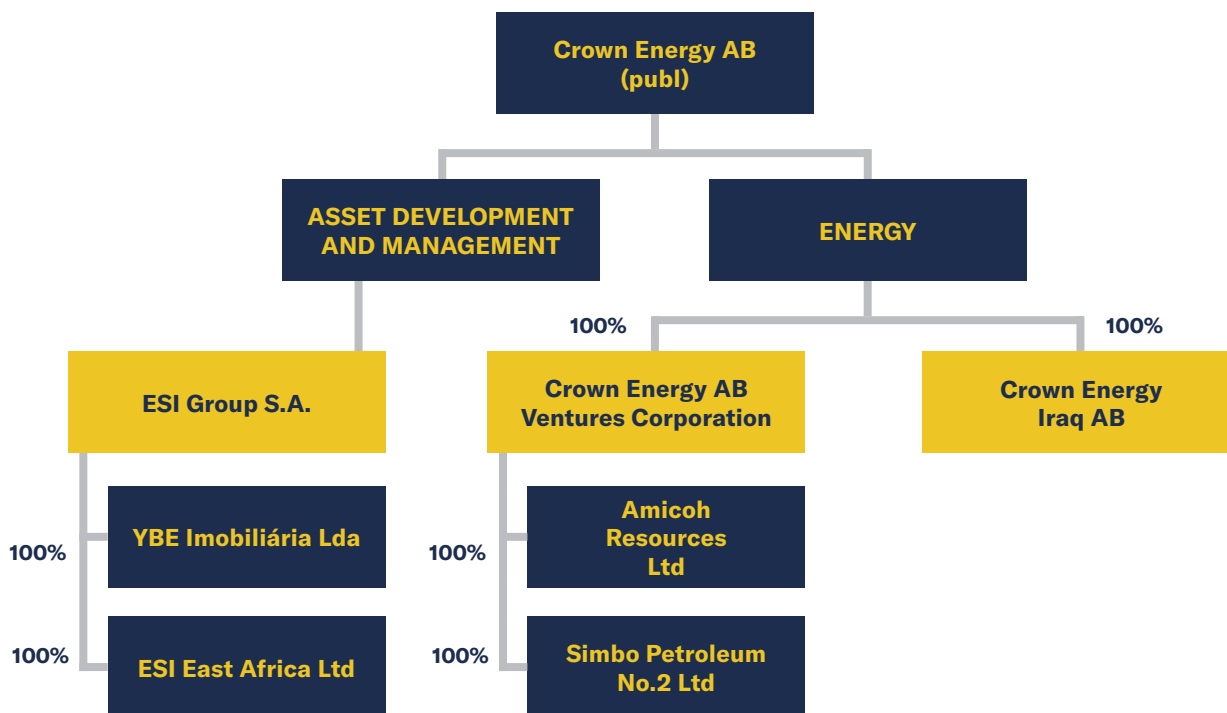 Crown Energy AB
(publ)
ASSET DEVELOPMENT
AND MANAGEMENT
ENERGY
100%
100%
ESI Group S.A.
Crown Energy AB
Ventures Corporation
Crown Energy
Iraq AB
100%
YBE Imobiliária Lda
100%
Amicoh
Resources
Ltd
100%
ESI East Africa Ltd
100%
Simbo Petroleum
No.2 Ltd